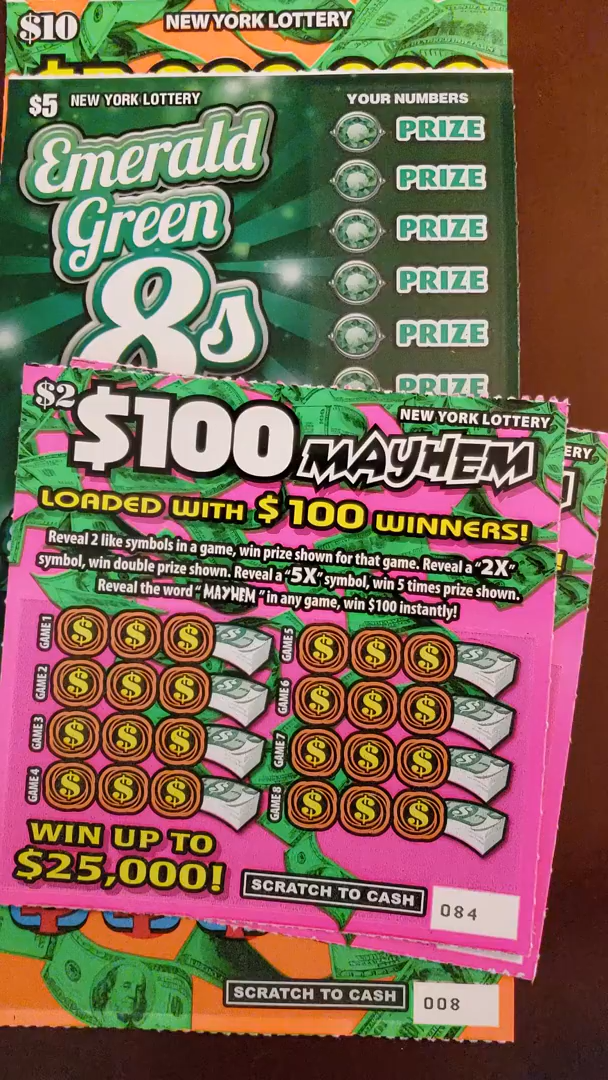 $10 NEW YORK LOTTERY
$5 NEW YORK LOTTERY
YOUR NUMBERS
Emerald
Green
8s
PRIZE
PRIZE
PRIZE
PRIZE
PRIZE
PRIZE
$2
NEW YORK LOTTERY
$100 MAYHEM
LOADED WITH $100 WINNERS!
Reveal 2 like symbols in a game, win prize shown for that game. Reveal a "2X"
symbol, win double prize shown. Reveal a "5X" symbol, win 5 times prize shown.
Reveal the word "MAYHEM" in any game, win $100 instantly!
GAME 1
GAME 2
GAME 3
GAME 4
GAME 5
GAME 6
GAME 7
GAME 8
WIN UP TO
$25,000!
SCRATCH TO CASH
084
SCRATCH TO CASH
008
ERY